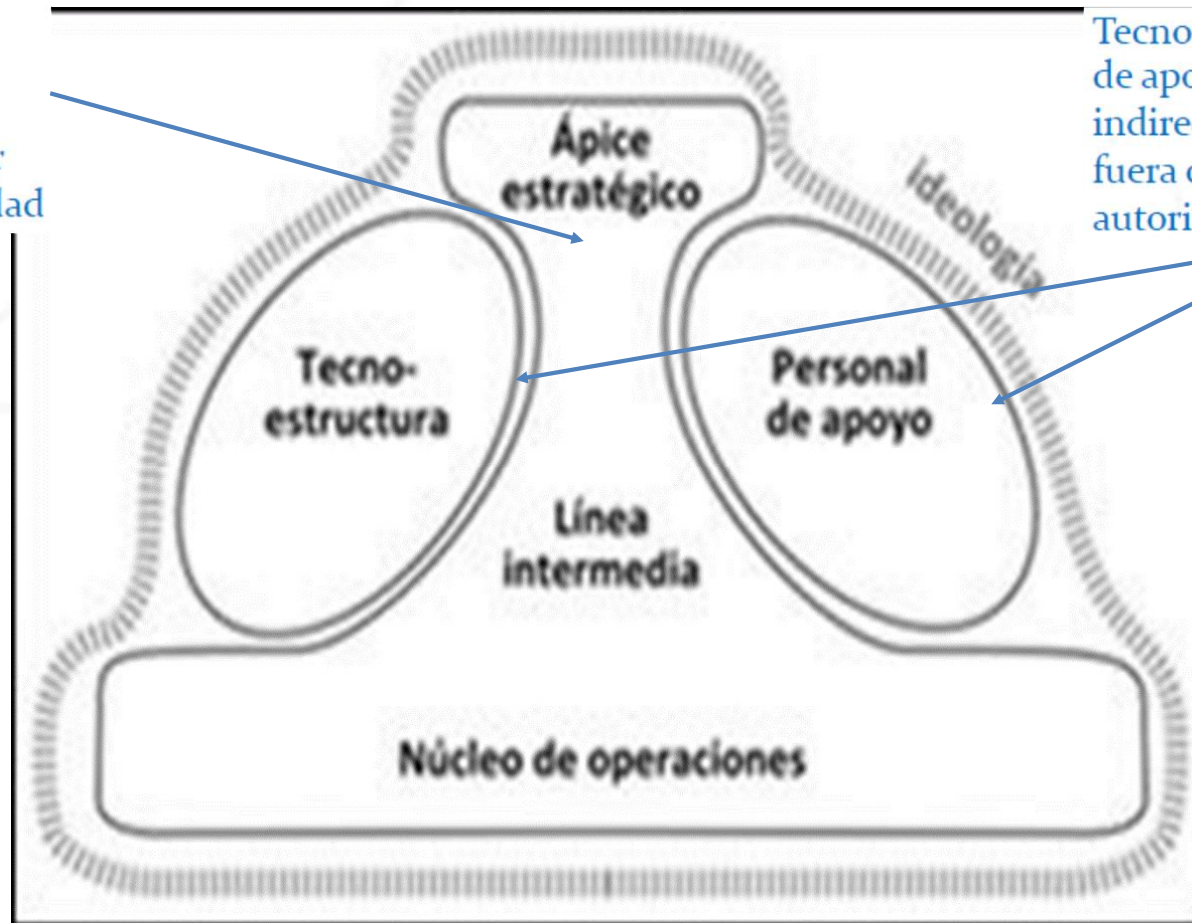 Tecno
de apo
indire
fuera d
autori
dad
Ápice
estratégico
ideología
Tecno-
estructura
Personal
de apoyo
Línea
intermedia
Núcleo de operaciones